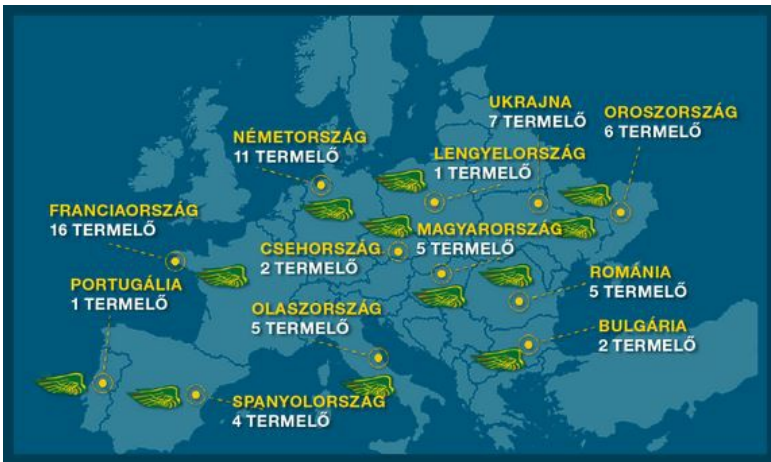 UKRAJNA
7 TERMELŐ
OROSZORSZÁG
6 TERMELŐ
NÉMETORSZÁG
11 TERMELŐ
LENGYELORSZÁG
1 TERMELŐ
FRANCIAORSZÁG
16 TERMELŐ
CSEHORSZÁG
2 TERMELŐ
MAGYARORSZÁG
5 TERMELŐ
PORTUGÁLIA
1 TERMELŐ
ROMÁNIA
5 TERMELŐ
OLASZORSZÁG
5 TERMELŐ
BULGÁRIA
2 TERMELŐ
SPANYOLORSZÁG
4 TERMELŐ